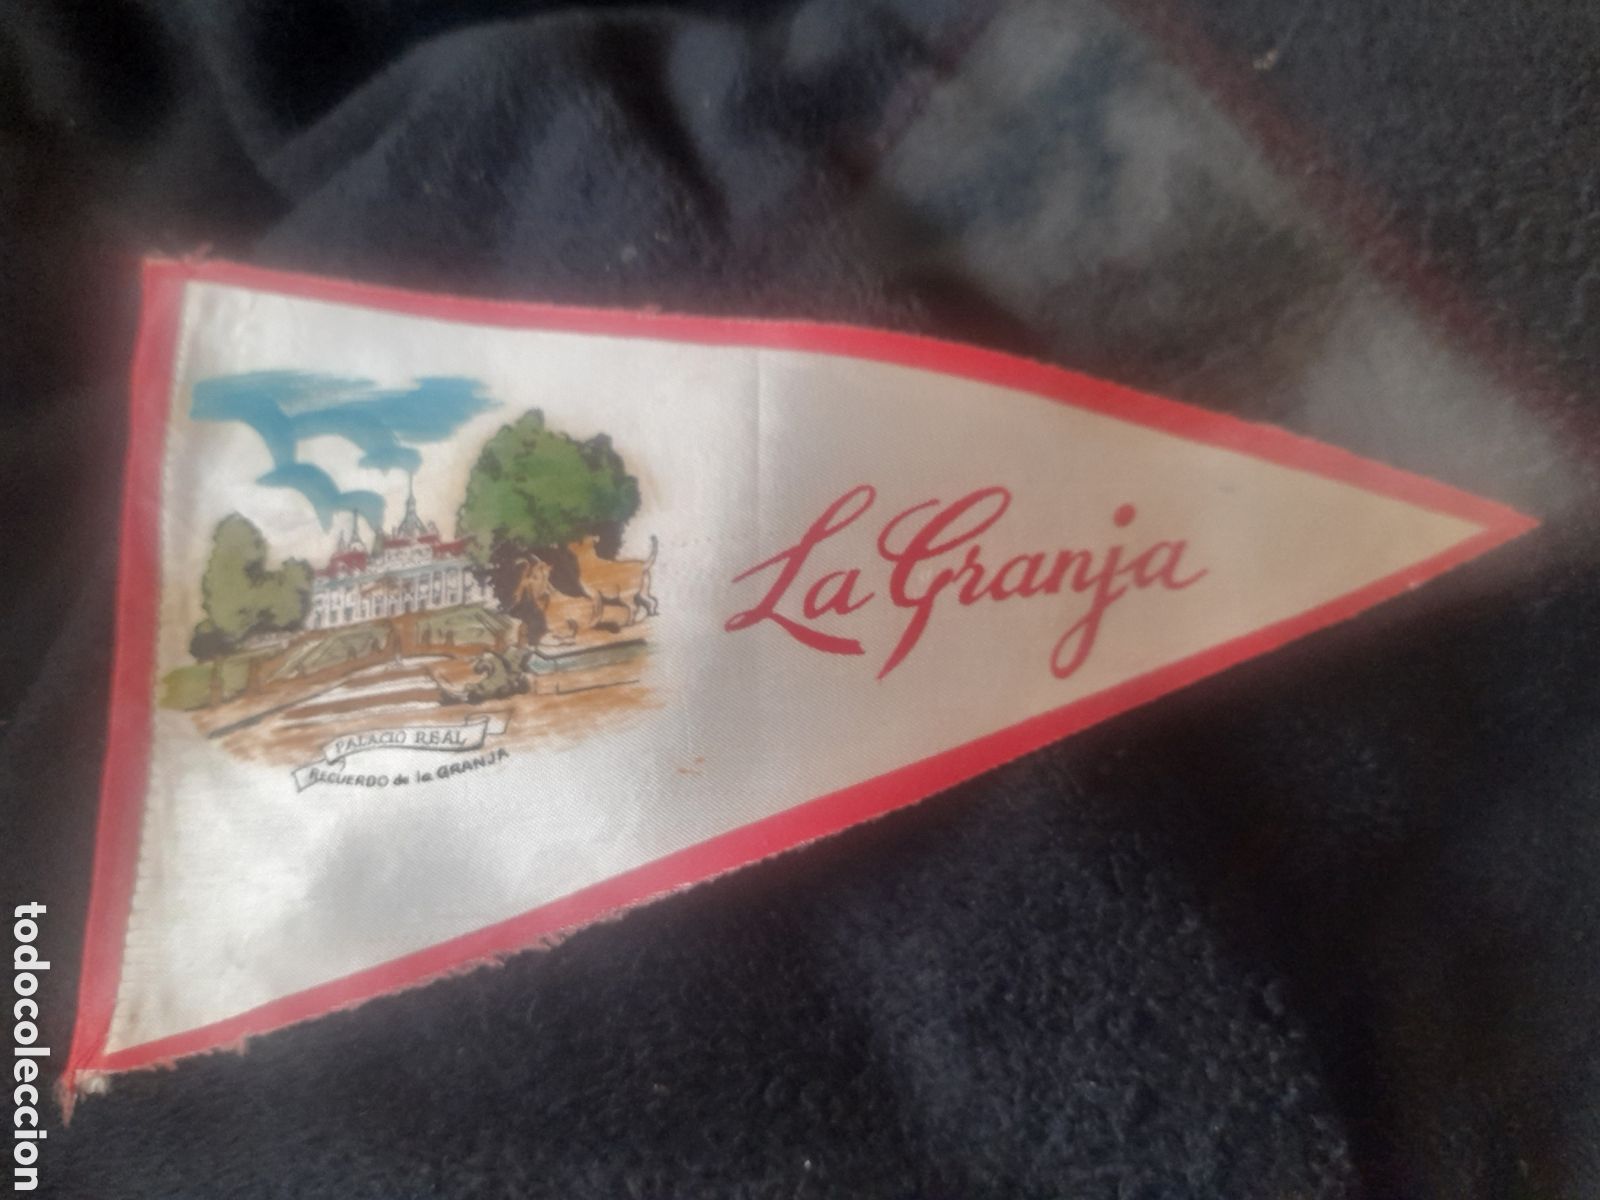 La Granja
PALACIO REAL
RECUERDO de la GRANJA
todocoleccion